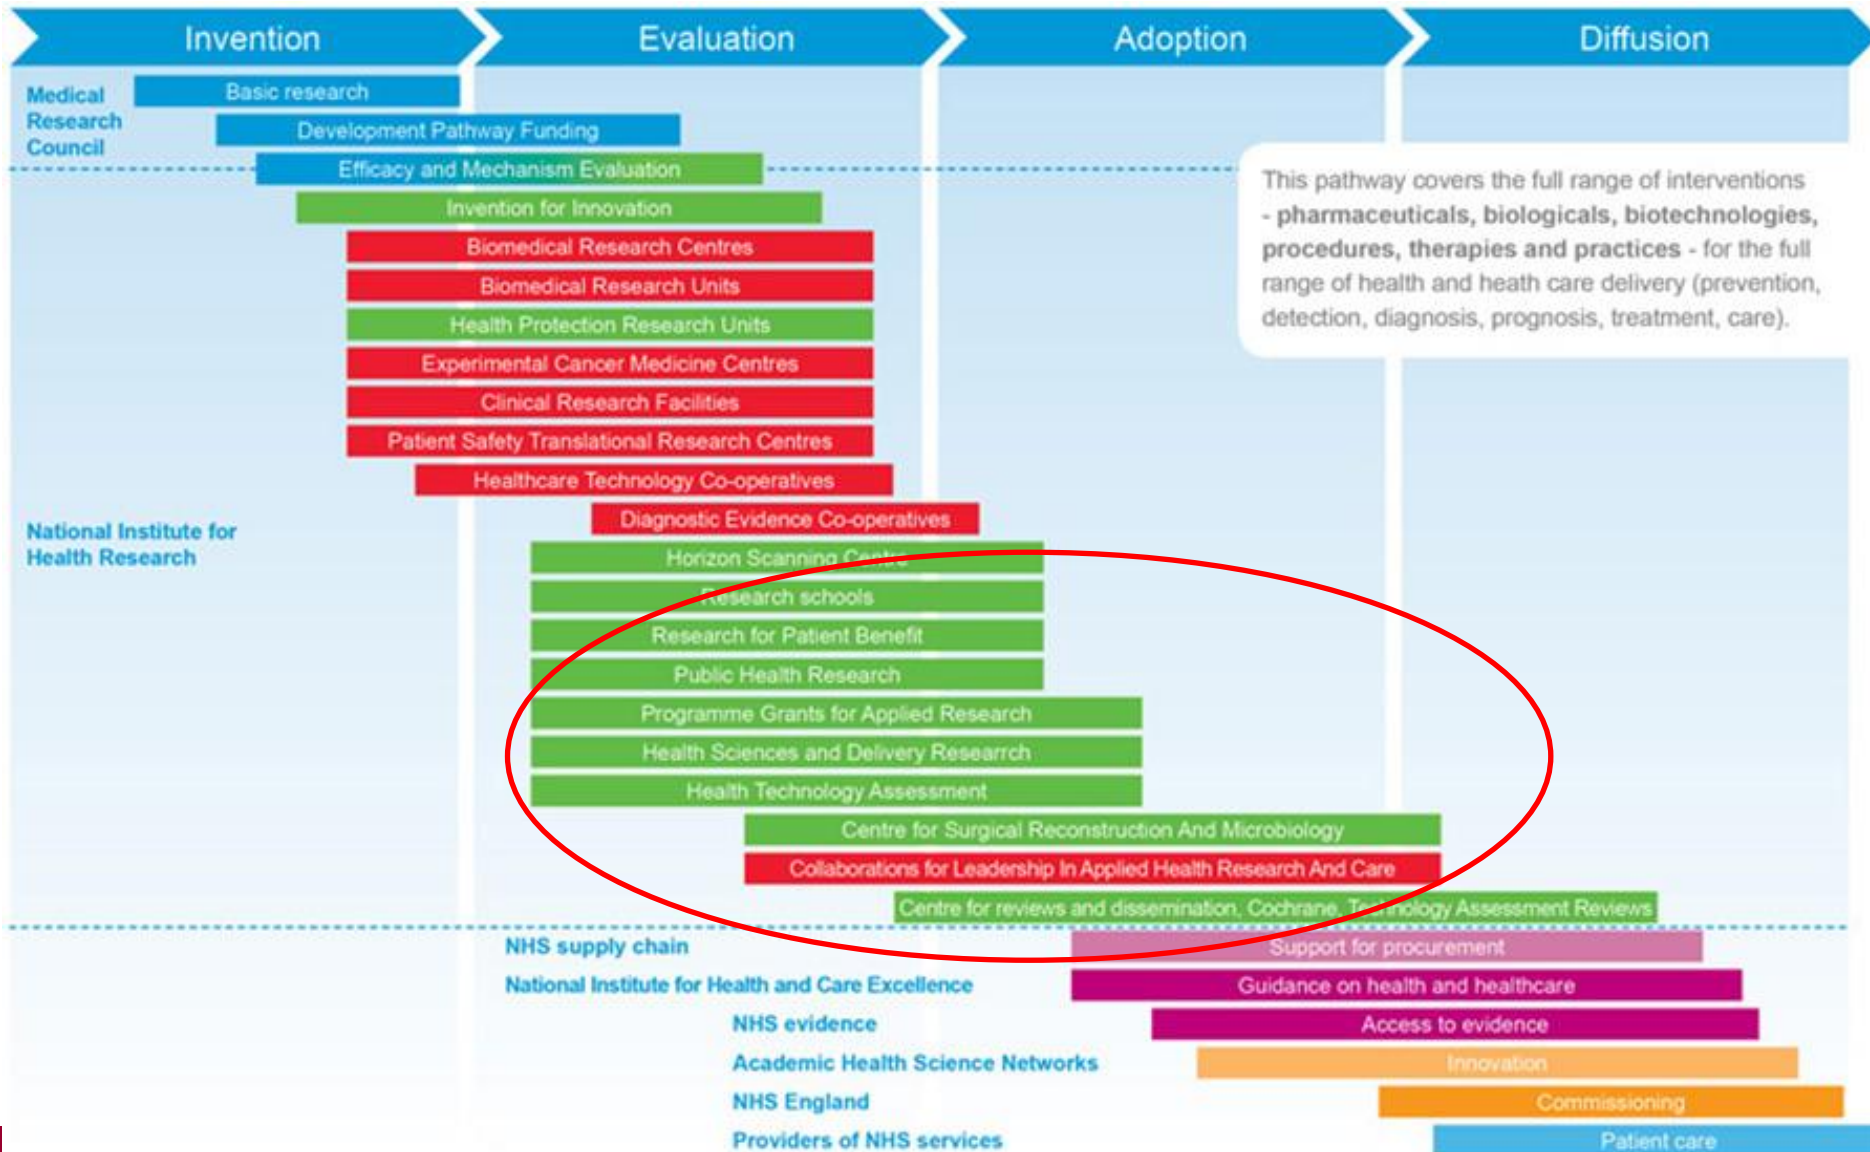 Invention
Evaluation
Adoption
Diffusion
Medical
Research
Council
Basic research
Development Pathway Funding
Efficacy and Mechanism Evaluation
Invention for Innovation
Biomedical Research Centres
Biomedical Research Units
Health Protection Research Units
Experimental Cancer Medicine Centres
Clinical Research Facilities
Patient Safety Translational Research Centres
Healthcare Technology Co-operatives
Diagnostic Evidence Co-operatives
This pathway covers the full range of interventions
- pharmaceuticals, biologicals, biotechnologies,
procedures, therapies and practices - for the full
range of health and heath care delivery (prevention,
detection, diagnosis, prognosis, treatment, care).
National Institute for
Health Research
Horizon Scanning Centre
Research schools
Research for Patient Benefit
Public Health Research
Programme Grants for Applied Research
Health Sciences and Delivery Researrch
Health Technology Assessment
Centre for Surgical Reconstruction And Microbiology
Collaborations for Leadership In Applied Health Research And Care
Centre for reviews and dissemination, Cochrane, Technology Assessment Reviews
NHS supply chain
Support for procurement
National Institute for Health and Care Excellence
Guidance on health and healthcare
NHS evidence
Access to evidence
Academic Health Science Networks
Innovation
NHS England
Commissioning
Providers of NHS services
Patient care